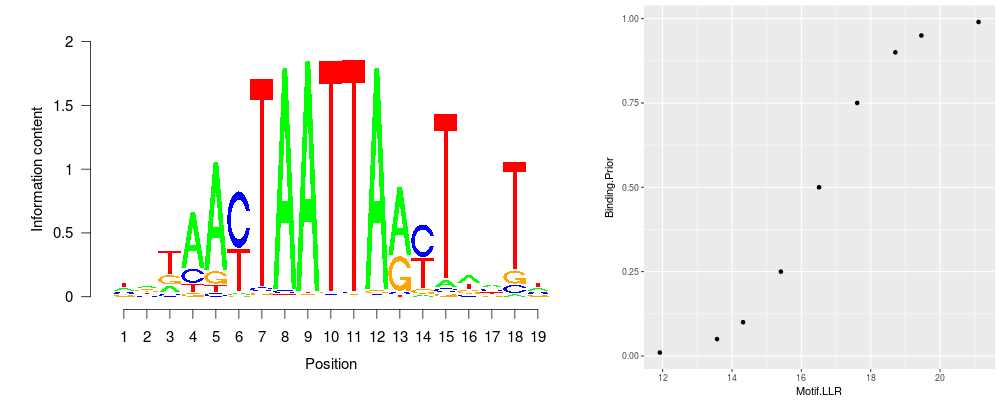 Information content
2
1.5
1
0.5
0
1 2 3 4 5 6 7 8 9 10 11 12 13 14 15 16 17 18 19
Position
T G A
A C T
A G T
C T
T
A
A
T
T
A
A G
C T
T
T G C
Binding.Prior
1.00
0.75
0.50
0.25
0.00
12 14 16 18 20
Motif.LLR